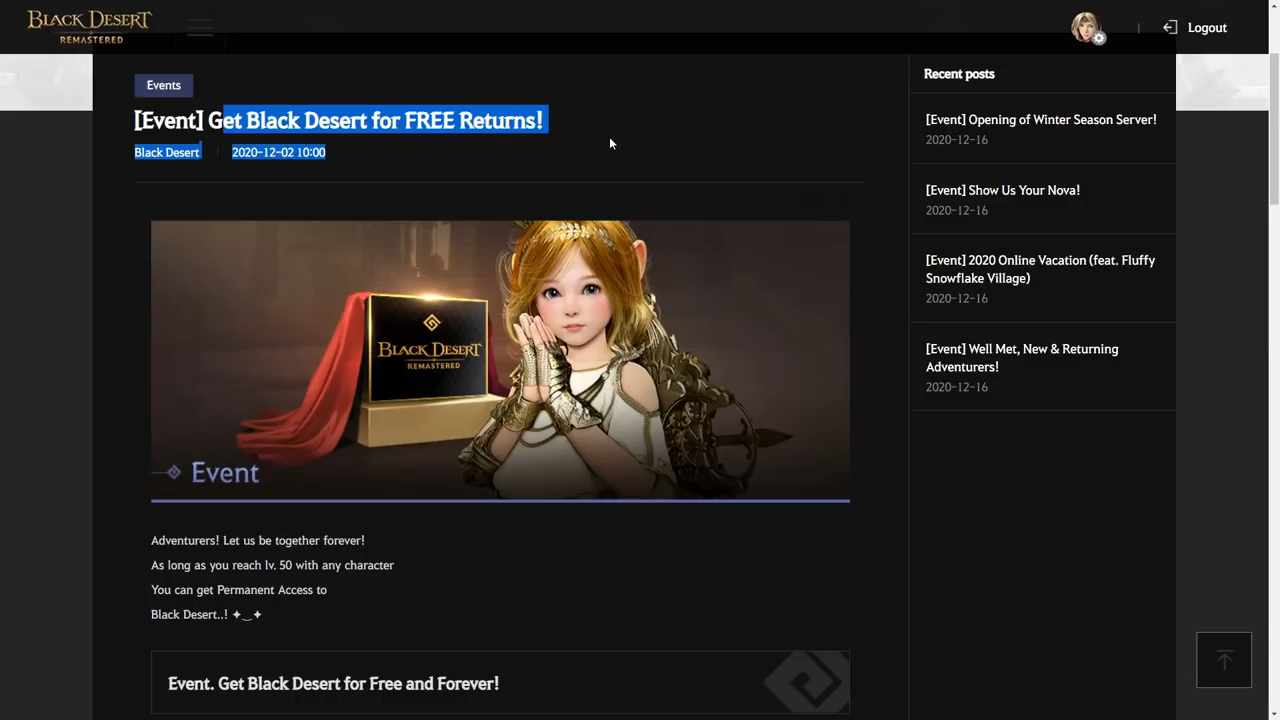 BLACK DESERT
REMASTERED
Logout
Events
[Event] Get Black Desert for FREE Returns!
Black Desert
2020-12-02 10:00
BLACK DESERT
REMASTERED
Event
Adventurers! Let us be together forever!
As long as you reach lv. 50 with any character
You can get Permanent Access to
Black Desert..! ✦‿✦
Event. Get Black Desert for Free and Forever!
Recent posts
[Event] Opening of Winter Season Server!
2020-12-16
[Event] Show Us Your Nova!
2020-12-16
[Event] 2020 Online Vacation (feat. Fluffy
Snowflake Village)
2020-12-16
[Event] Well Met, New & Returning
Adventurers!
2020-12-16